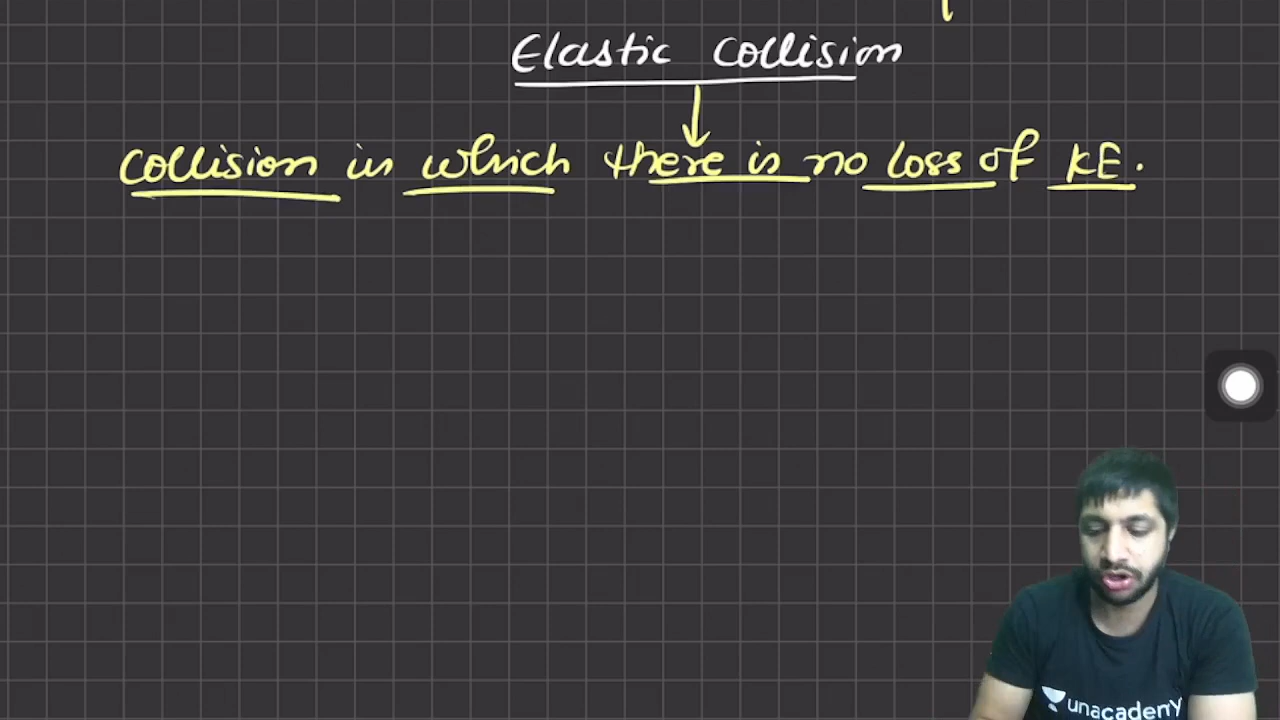 Elastic Collision
Collision in which there is no loss of KE.
unacademy